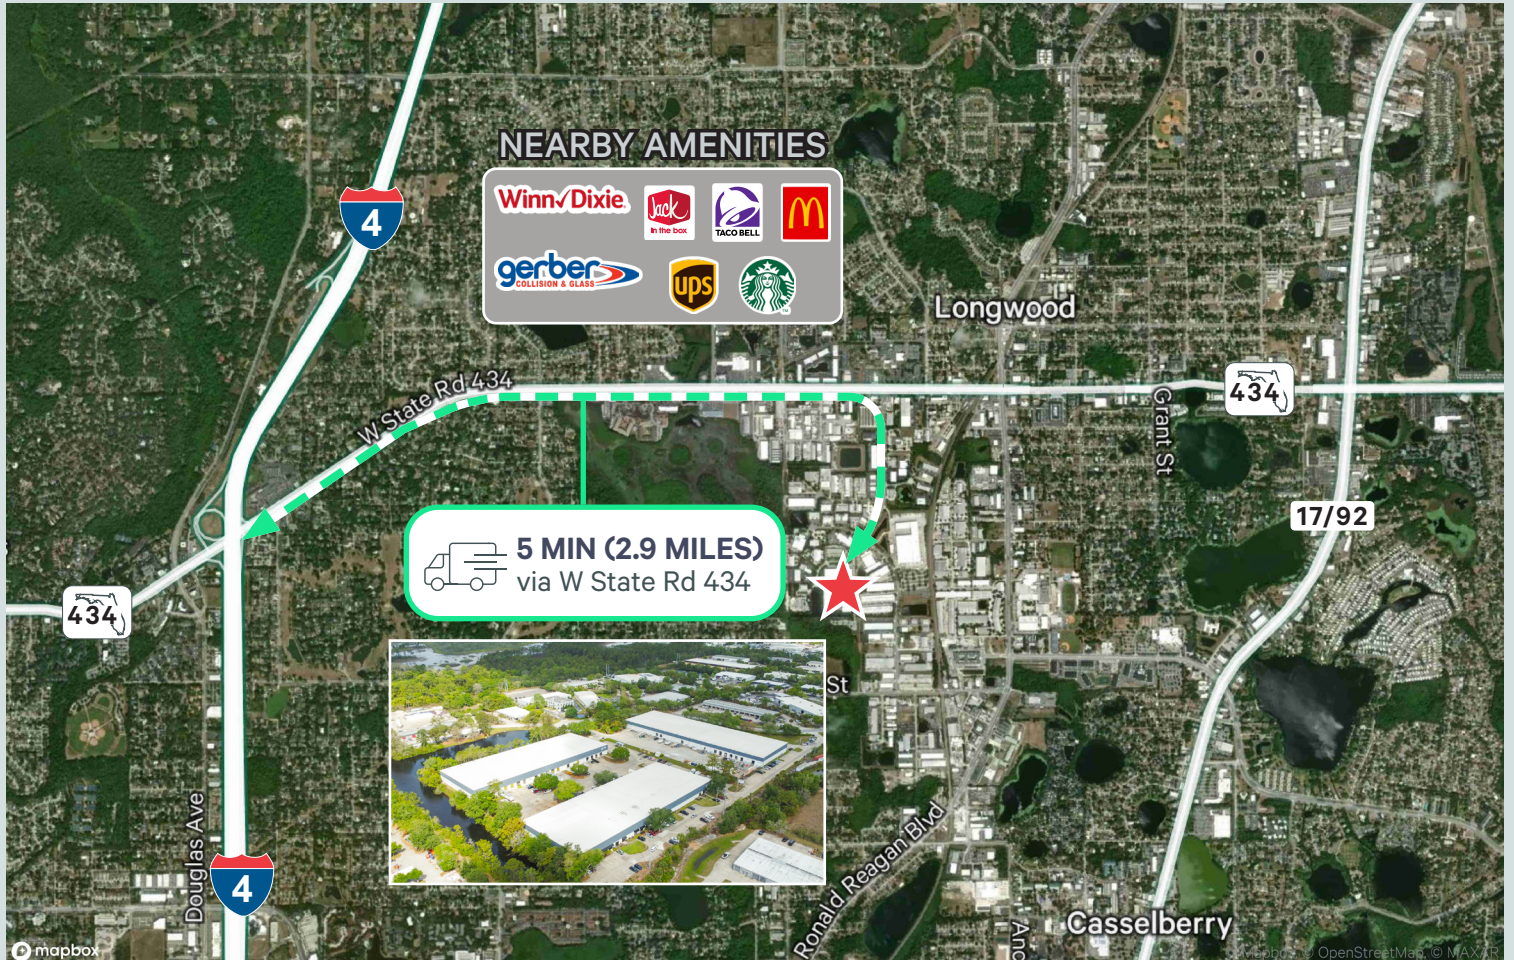 NEARBY AMENITIES
Winn✓Dixie
Jack
in the box
TACO BELL
gerber
COLLISION & GLASS
ups
™
4
Longwood
W State Rd 434
434
Grant St
17/92
5 MIN (2.9 MILES)
via W State Rd 434
434
St
Douglas Ave
4
Ronald Reagan Blvd
Casselberry
mapbox
© Mapbox, © OpenStreetMap, © MAXAR